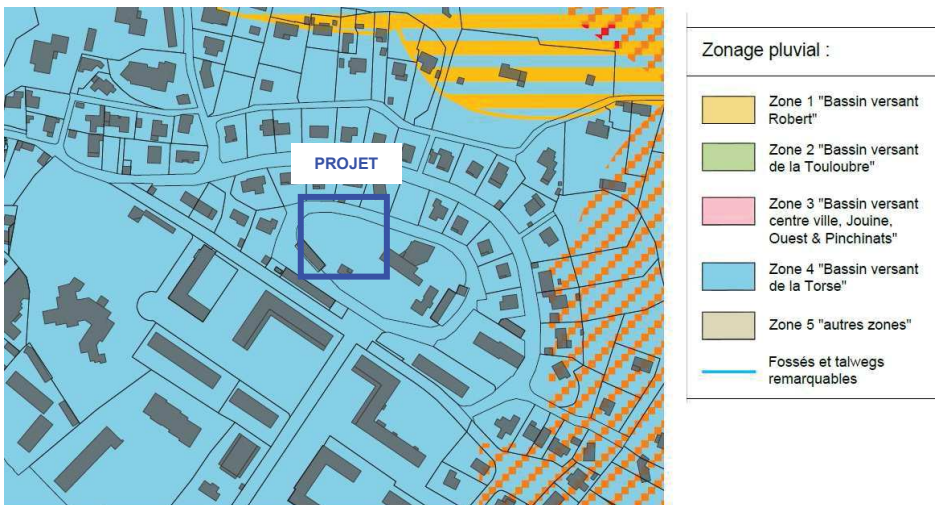 PROJET
Zonage pluvial :
Zone 1 "Bassin versant
Robert"
Zone 2 "Bassin versant
de la Touloubre"
Zone 3 "Bassin versant
centre ville, Jouine,
Ouest & Pinchinats"
Zone 4 "Bassin versant
de la Torse"
Zone 5 "autres zones"
Fossés et talwegs
remarquables